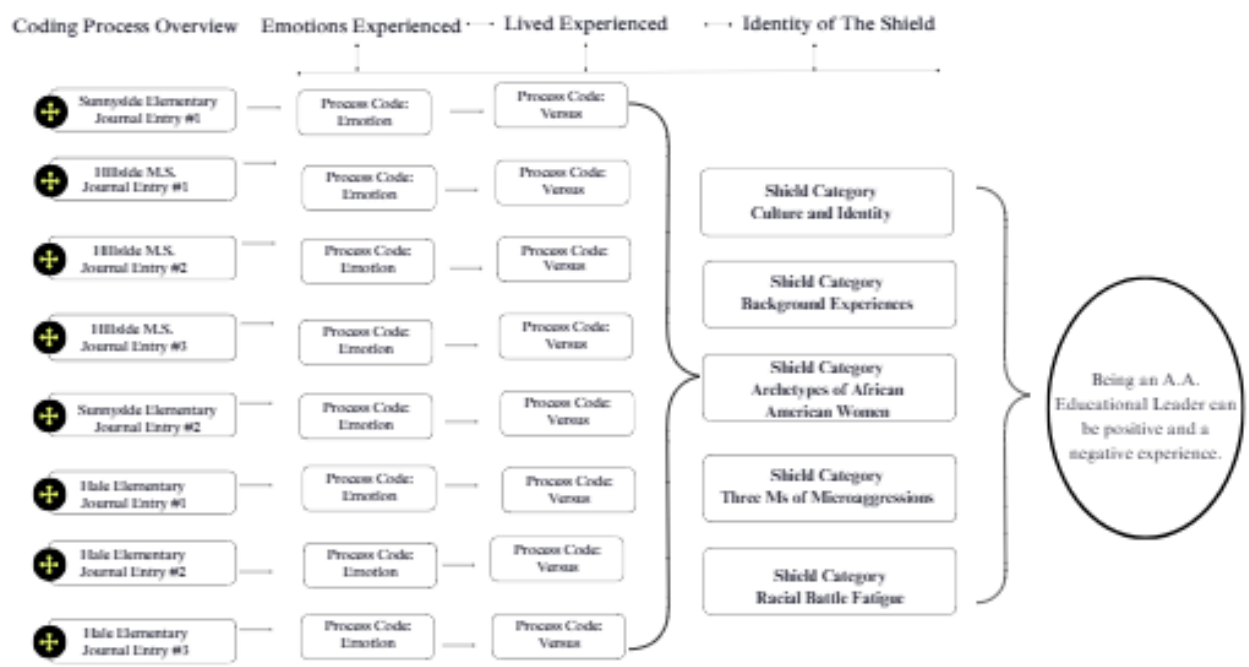 Coding Process Overview
Emotions Experienced
Lived Experienced
Identity of The Shield
Sunnyside Elementary
Journal Entry #1
Process Code:
Emotion
Process Code:
Versus
Hillside M.S.
Journal Entry #1
Process Code:
Emotion
Process Code:
Versus
Hillside M.S.
Journal Entry #2
Process Code:
Emotion
Process Code:
Versus
Hillside M.S.
Journal Entry #3
Process Code:
Emotion
Process Code:
Versus
Sunnyside Elementary
Journal Entry #2
Process Code:
Emotion
Process Code:
Versus
Hale Elementary
Journal Entry #1
Process Code:
Emotion
Process Code:
Versus
Hale Elementary
Journal Entry #2
Process Code:
Emotion
Process Code:
Versus
Hale Elementary
Journal Entry #3
Process Code:
Emotion
Process Code:
Versus
Shield Category
Culture and Identity
Shield Category
Background Experiences
Shield Category
Archetypes of African
American Women
Shield Category
Three Ms of Microaggressions
Shield Category
Racial Battle Fatigue
Being an A.A.
Educational Leader can
be positive and a
negative experience.